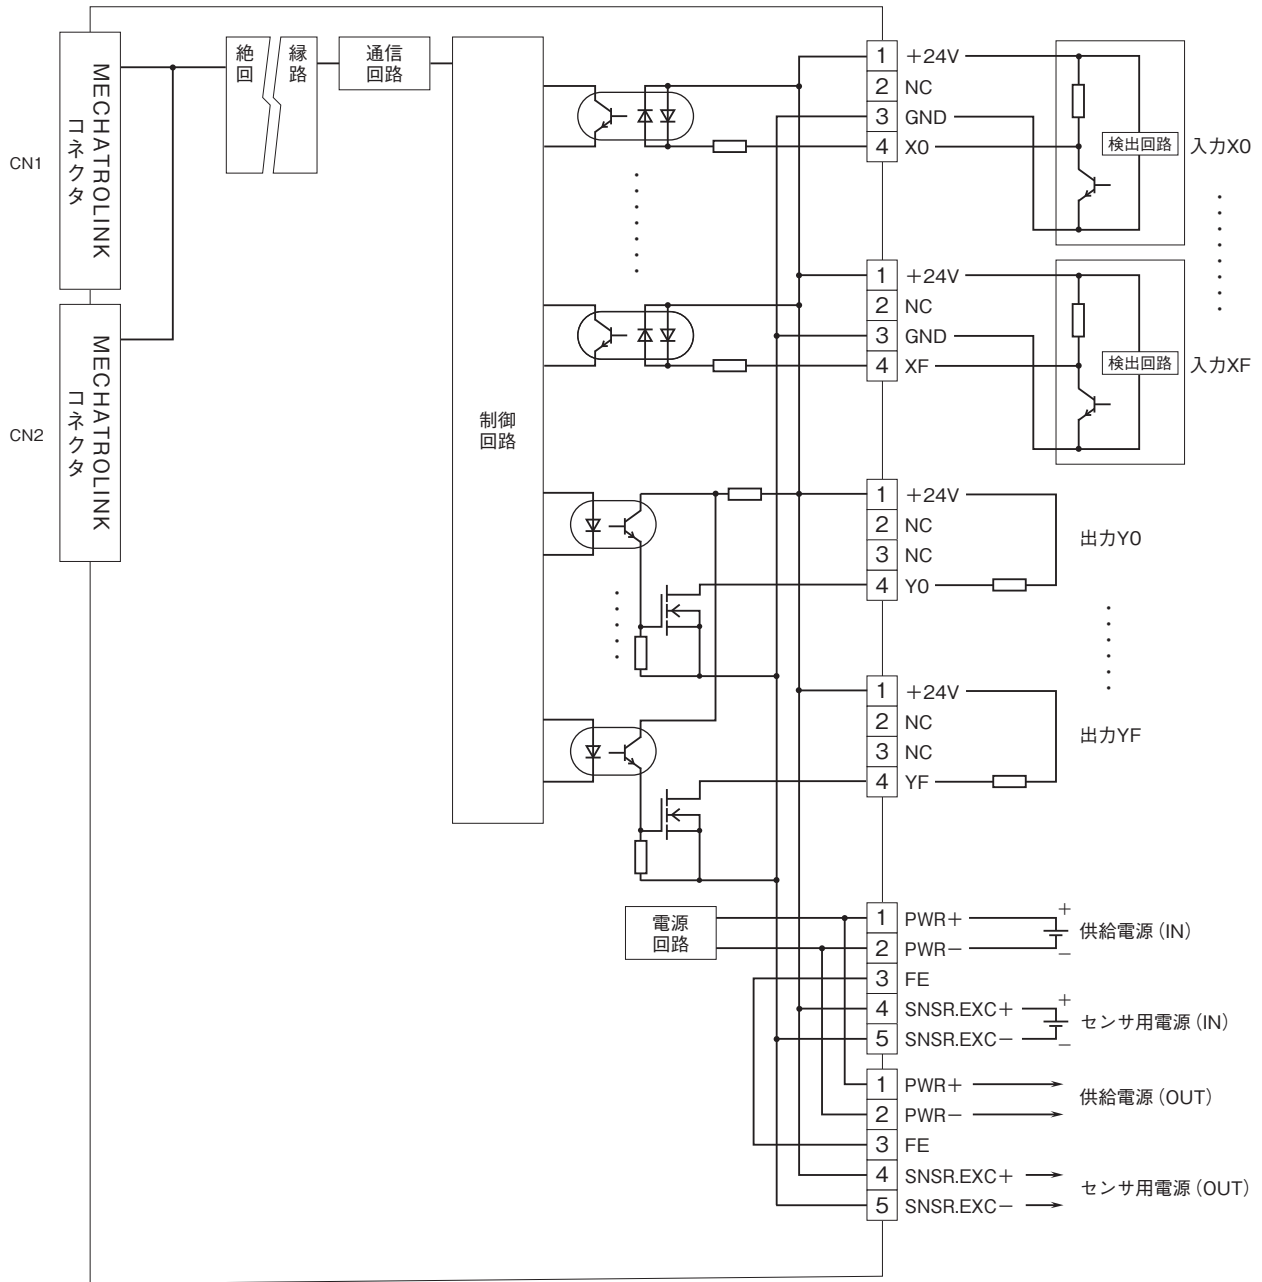 CN1
MECHATROLINK
コネクタ
CN2
MECHATROLINK
コネクタ
絶縁
回路
通信
回路
制御
回路
1 +24V
2 NC
3 GND
4 X0
検出回路
入力X0
1 +24V
2 NC
3 GND
4 XF
検出回路
入力XF
1 +24V
2 NC
3 NC
4 Y0
出力Y0
1 +24V
2 NC
3 NC
4 YF
出力YF
電源
回路
1 PWR+
2 PWR−
3 FE
4 SNSR.EXC+
5 SNSR.EXC−
+
−
供給電源(IN)
+
−
センサ用電源(IN)
1 PWR+
2 PWR−
3 FE
4 SNSR.EXC+
5 SNSR.EXC−
供給電源(OUT)
センサ用電源(OUT)